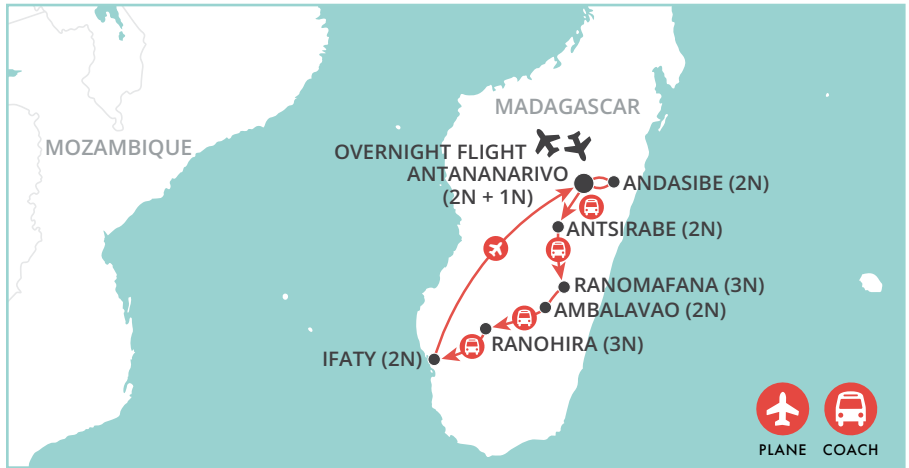 MADAGASCAR
MOZAMBIQUE
OVERNIGHT FLIGHT
ANTANANARIVO
(2N + 1N)
ANDASIBE (2N)
ANTSIRABE (2N)
RANOMAFANA (3N)
AMBALAVAO (2N)
RANOHIRA (3N)
IFATY (2N)
PLANE
COACH